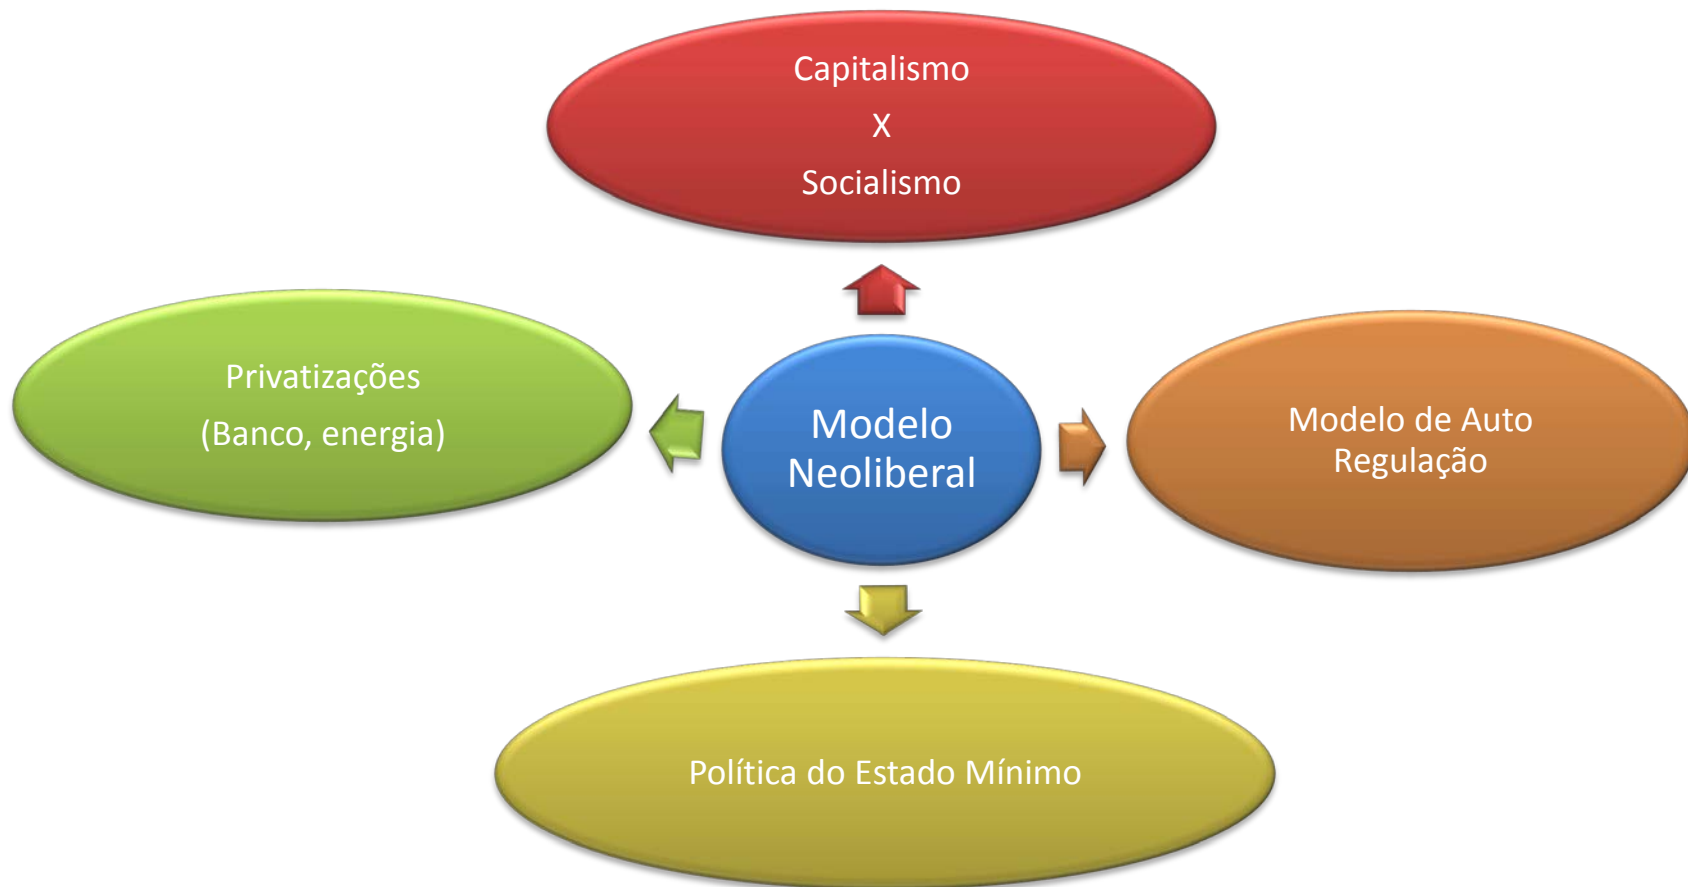 Capitalismo
X
Socialismo
Privatizações
(Banco, energia)
Modelo
Neoliberal
Modelo de Auto
Regulação
Política do Estado Mínimo